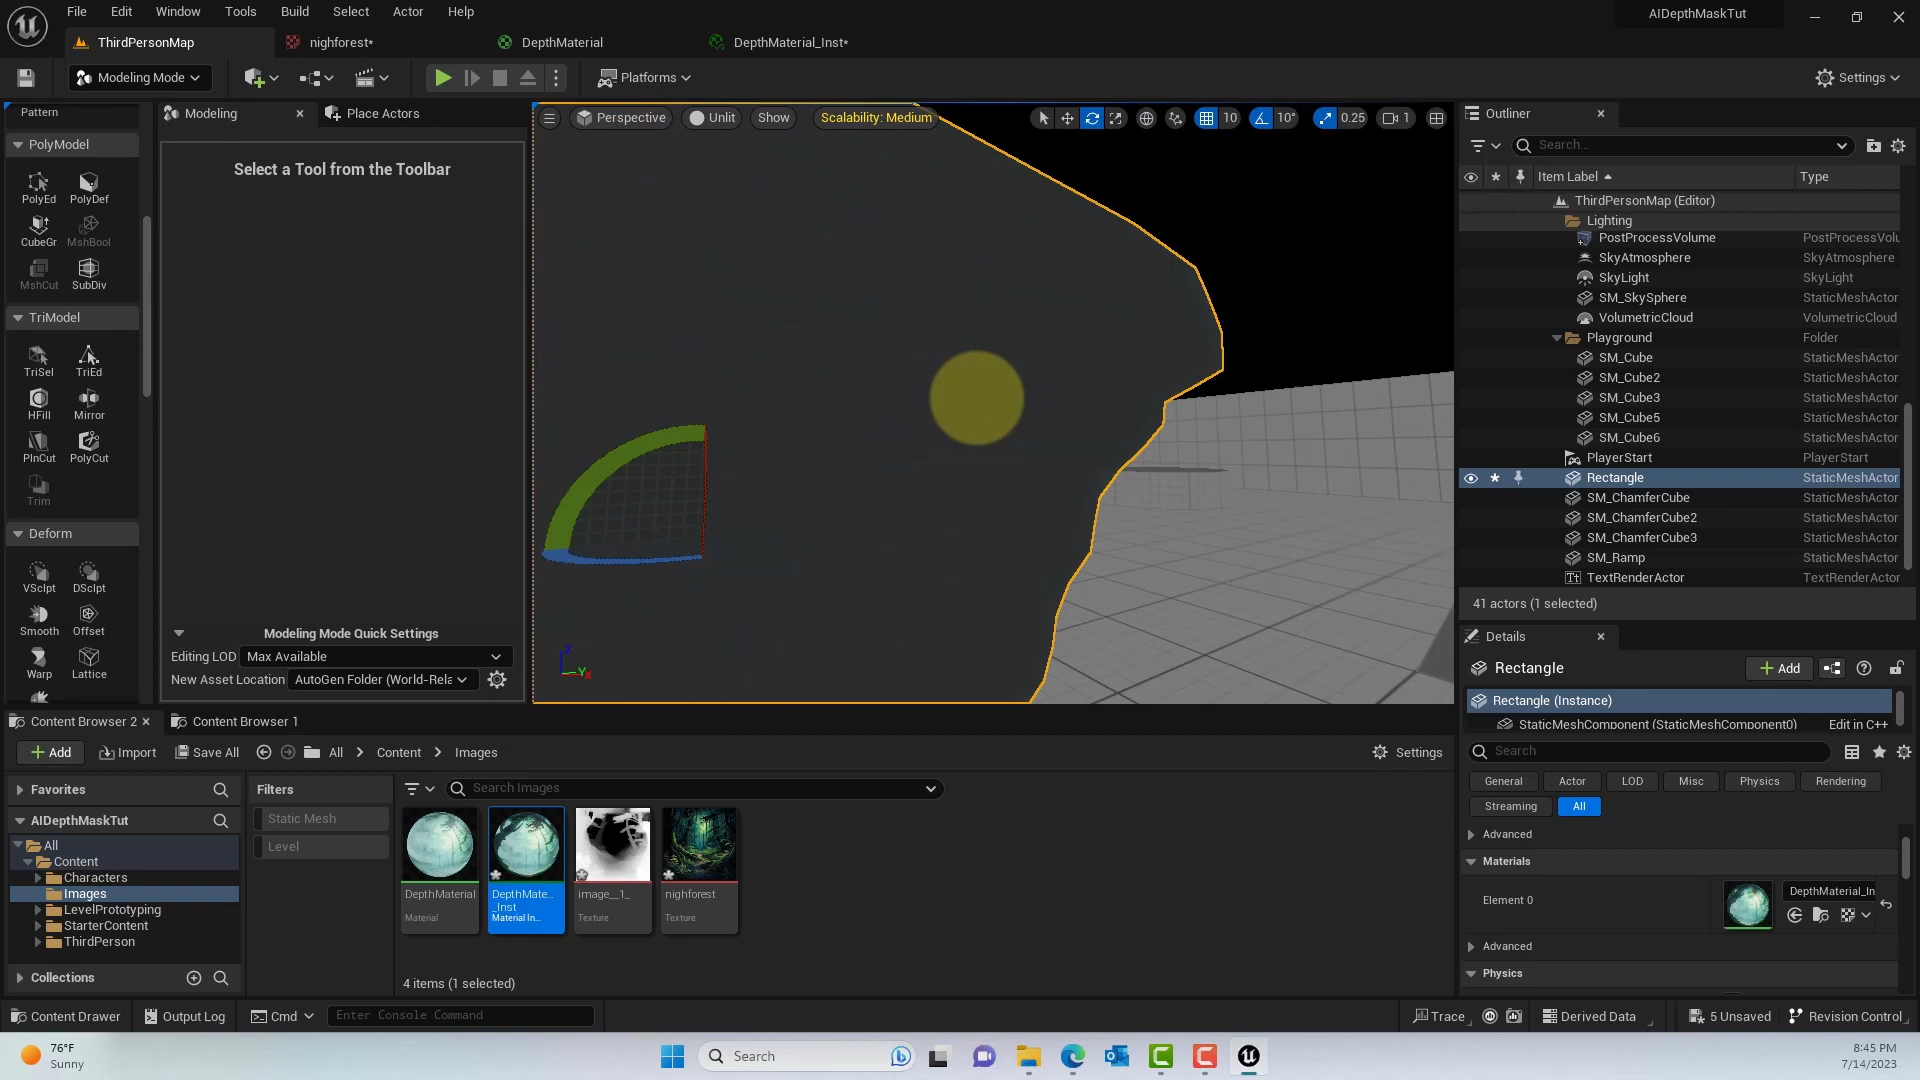 File Edit Window Tools Build Select Actor Help
AIDepthMaskTut
ThirdPersonMap
nighforest*
DepthMaterial
DepthMaterial_Inst*
Modeling Mode
Platforms
Settings
Pattern
PolyModel
PolyEd PolyDef
CubeGr MshBool
MshCut SubDiv
TriModel
TriSel TriEd
HFill Mirror
PlnCut PolyCut
Trim
Deform
VSclpt DSclpt
Smooth Offset
Warp Lattice
Modeling
Place Actors
Select a Tool from the Toolbar
Modeling Mode Quick Settings
Editing LOD Max Available
New Asset Location AutoGen Folder (World-Rela
Perspective
Unlit
Show
Scalability: Medium
10
10°
0.25
1
Z
Y
X
Outliner
Search...
Item Label Type
ThirdPersonMap (Editor)
Lighting
PostProcessVolume PostProcessVolu
SkyAtmosphere SkyAtmosphere
SkyLight SkyLight
SM_SkySphere StaticMeshActor
VolumetricCloud VolumetricCloud
Playground Folder
SM_Cube StaticMeshActor
SM_Cube2 StaticMeshActor
SM_Cube3 StaticMeshActor
SM_Cube5 StaticMeshActor
SM_Cube6 StaticMeshActor
PlayerStart PlayerStart
Rectangle StaticMeshActor
SM_ChamferCube StaticMeshActor
SM_ChamferCube2 StaticMeshActor
SM_ChamferCube3 StaticMeshActor
SM_Ramp StaticMeshActor
TextRenderActor TextRenderActor
41 actors (1 selected)
Details
Rectangle
Add
Rectangle (Instance)
StaticMeshComponent (StaticMeshComponent0) Edit in C++
Search
General Actor LOD Misc Physics Rendering
Streaming All
Advanced
Materials
Element 0
DepthMaterial_In
Advanced
Physics
Content Browser 2
Content Browser 1
Add
Import
Save All
All
Content
Images
Settings
Favorites
AIDepthMaskTut
All
Content
Characters
Images
LevelPrototyping
StarterContent
ThirdPerson
Collections
Filters
Static Mesh
Level
Search Images
DepthMaterial
Material
DepthMate...
_Inst
Material In...
image__1_
Texture
nighforest
Texture
4 items (1 selected)
Content Drawer
Output Log
Cmd
Enter Console Command
Trace
Derived Data
5 Unsaved
Revision Control
76°F
Sunny
Search
8:45 PM
7/14/2023